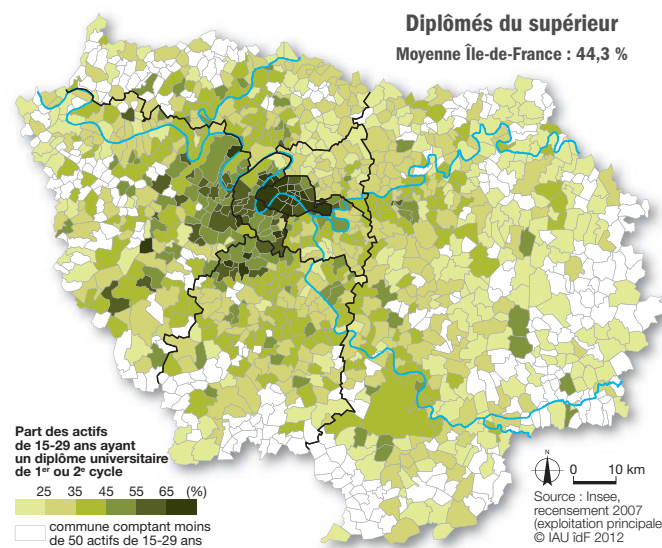 Diplômés du supérieur
Moyenne Île-de-France : 44,3 %
Part des actifs
de 15-29 ans ayant
un diplôme universitaire
de 1er ou 2e cycle
25 35 45 55 65 (%)
commune comptant moins
de 50 actifs de 15-29 ans
N
0 10 km
Source : Insee,
recensement 2007
(exploitation principale)
© IAU îdF 2012